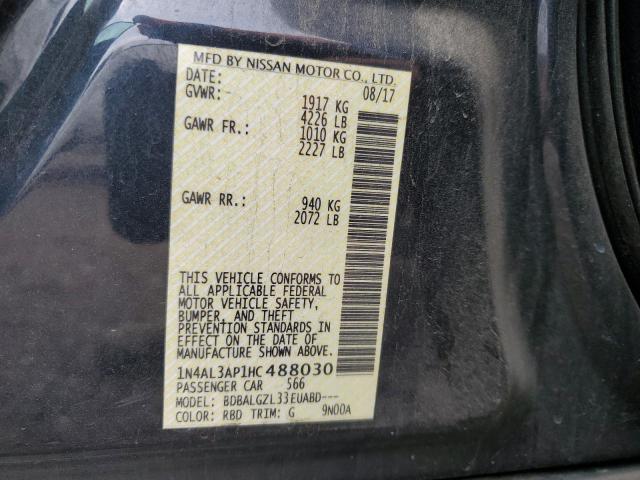 MFD BY NISSAN MOTOR CO., LTD.
DATE: 08/17
GVWR:- 1917 KG
4226 LB
GAWR FR.: 1010 KG
2227 LB
GAWR RR.: 940 KG
2072 LB
THIS VEHICLE CONFORMS TO
ALL APPLICABLE FEDERAL
MOTOR VEHICLE SAFETY,
BUMPER, AND THEFT
PREVENTION STANDARDS IN
EFFECT ON THE DATE OF
MANUFACTURE SHOWN ABOVE.
1N4AL3AP1HC488030
PASSENGER CAR 566
MODEL: BDBALGZL33EUABD---
COLOR: RBD TRIM: G 9N00A